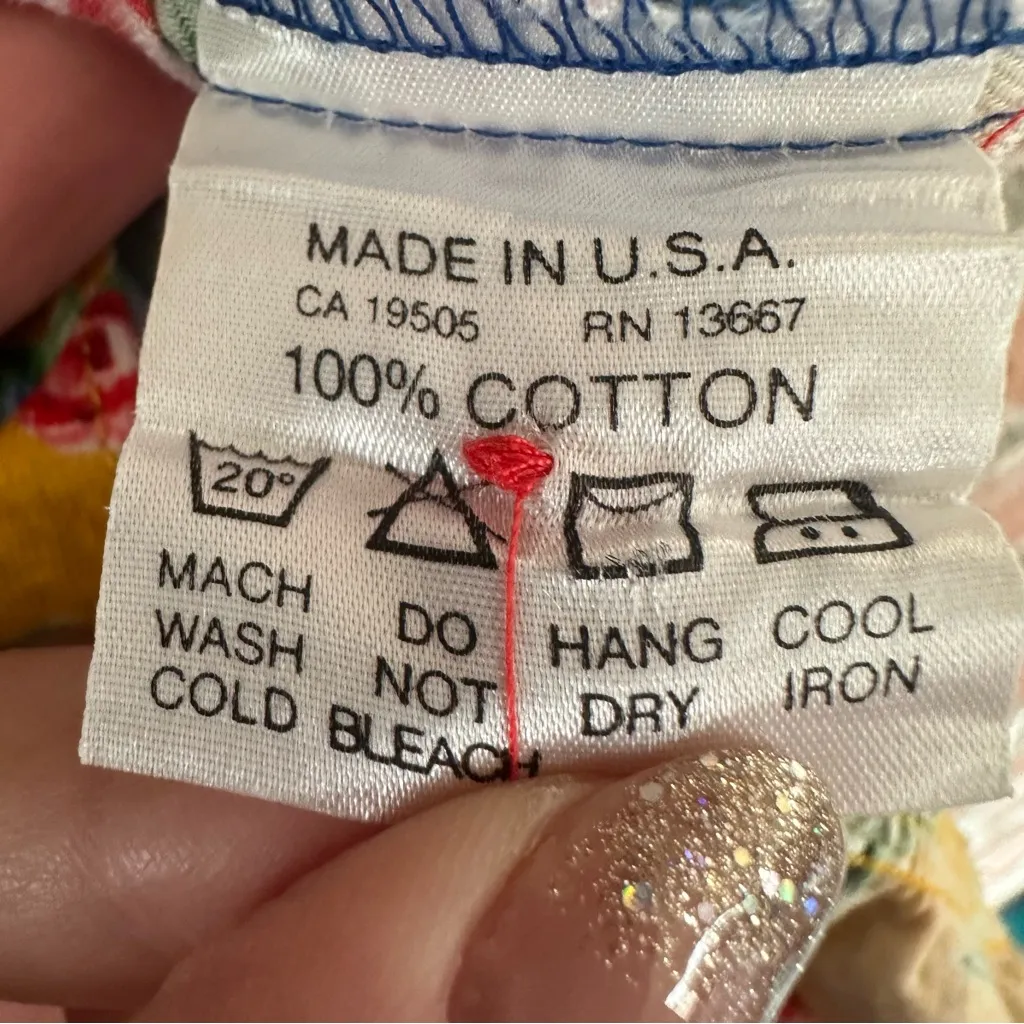 MADE IN U.S.A.
CA 19505 RN 13667
100% COTTON
20°
MACH
WASH
COLD
DO
NOT
BLEACH
HANG
DRY
COOL
IRON